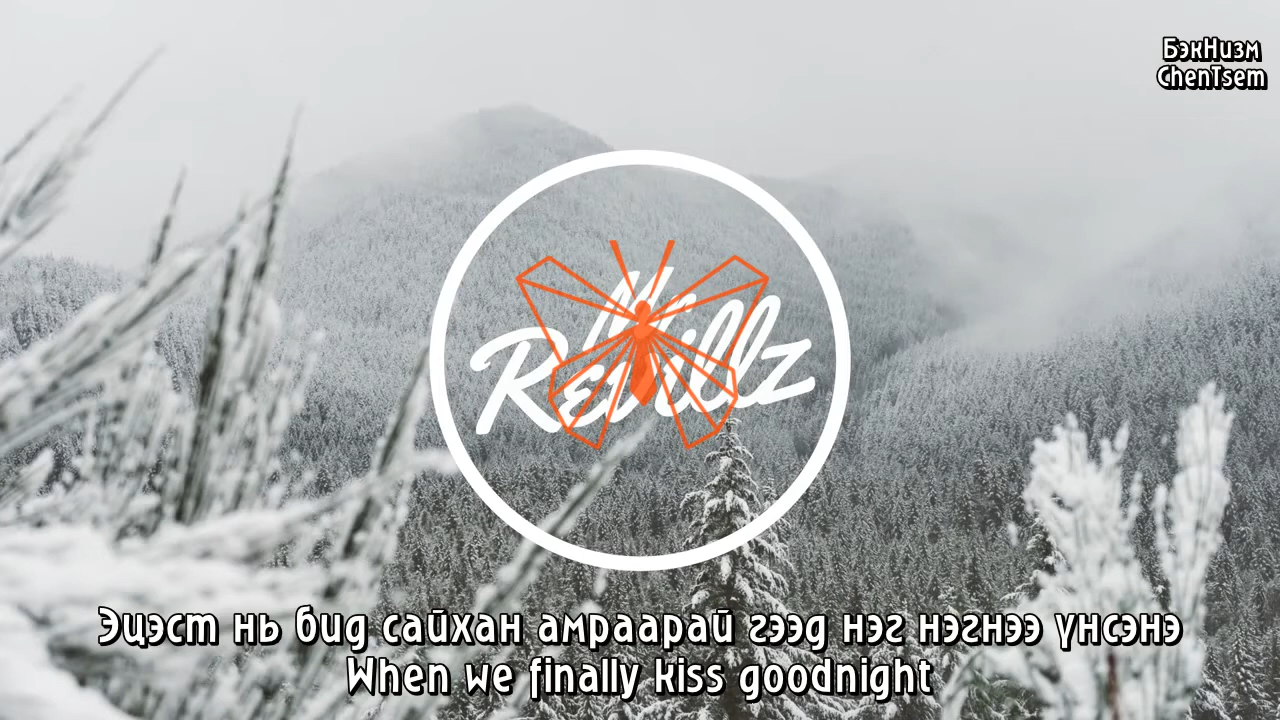 БэкНизм
ChenTsem
Mr
Revillz
Эцэст нь бид сайхан амраарай гээд нэг нэгнээ үнсэнэ
When we finally kiss goodnight